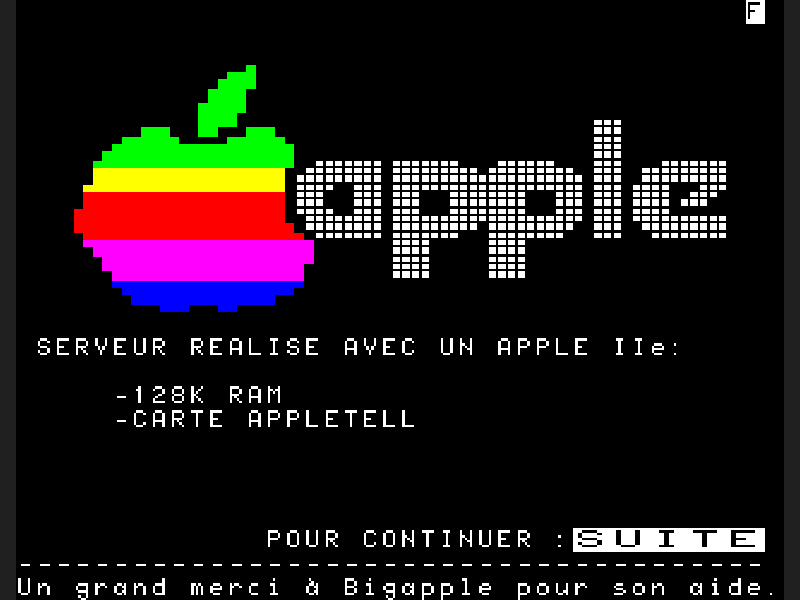 F
apple
SERVEUR REALISE AVEC UN APPLE IIe:
-128K RAM
-CARTE APPLETELL
POUR CONTINUER :SUITE
Un grand merci à Bigapple pour son aide.